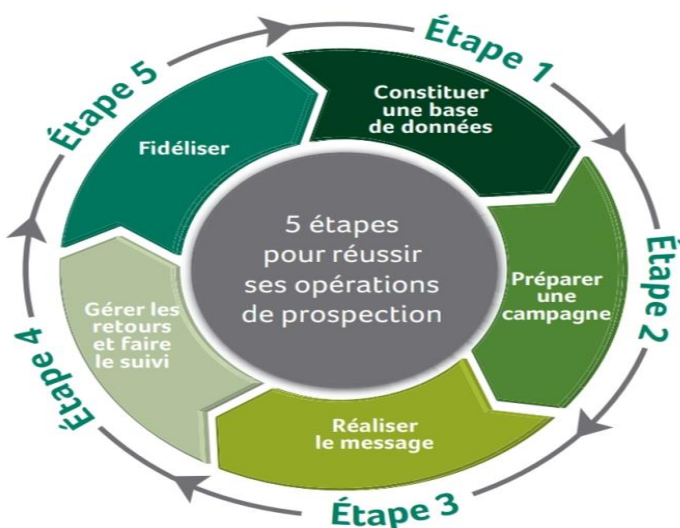 5 étapes
pour réussir
ses opérations
de prospection
Étape 1
Constituer
une base
de données
Étape 2
Préparer
une
campagne
Étape 3
Réaliser
le message
Étape 4
Gérer les
retours
et faire
le suivi
Étape 5
Fidéliser